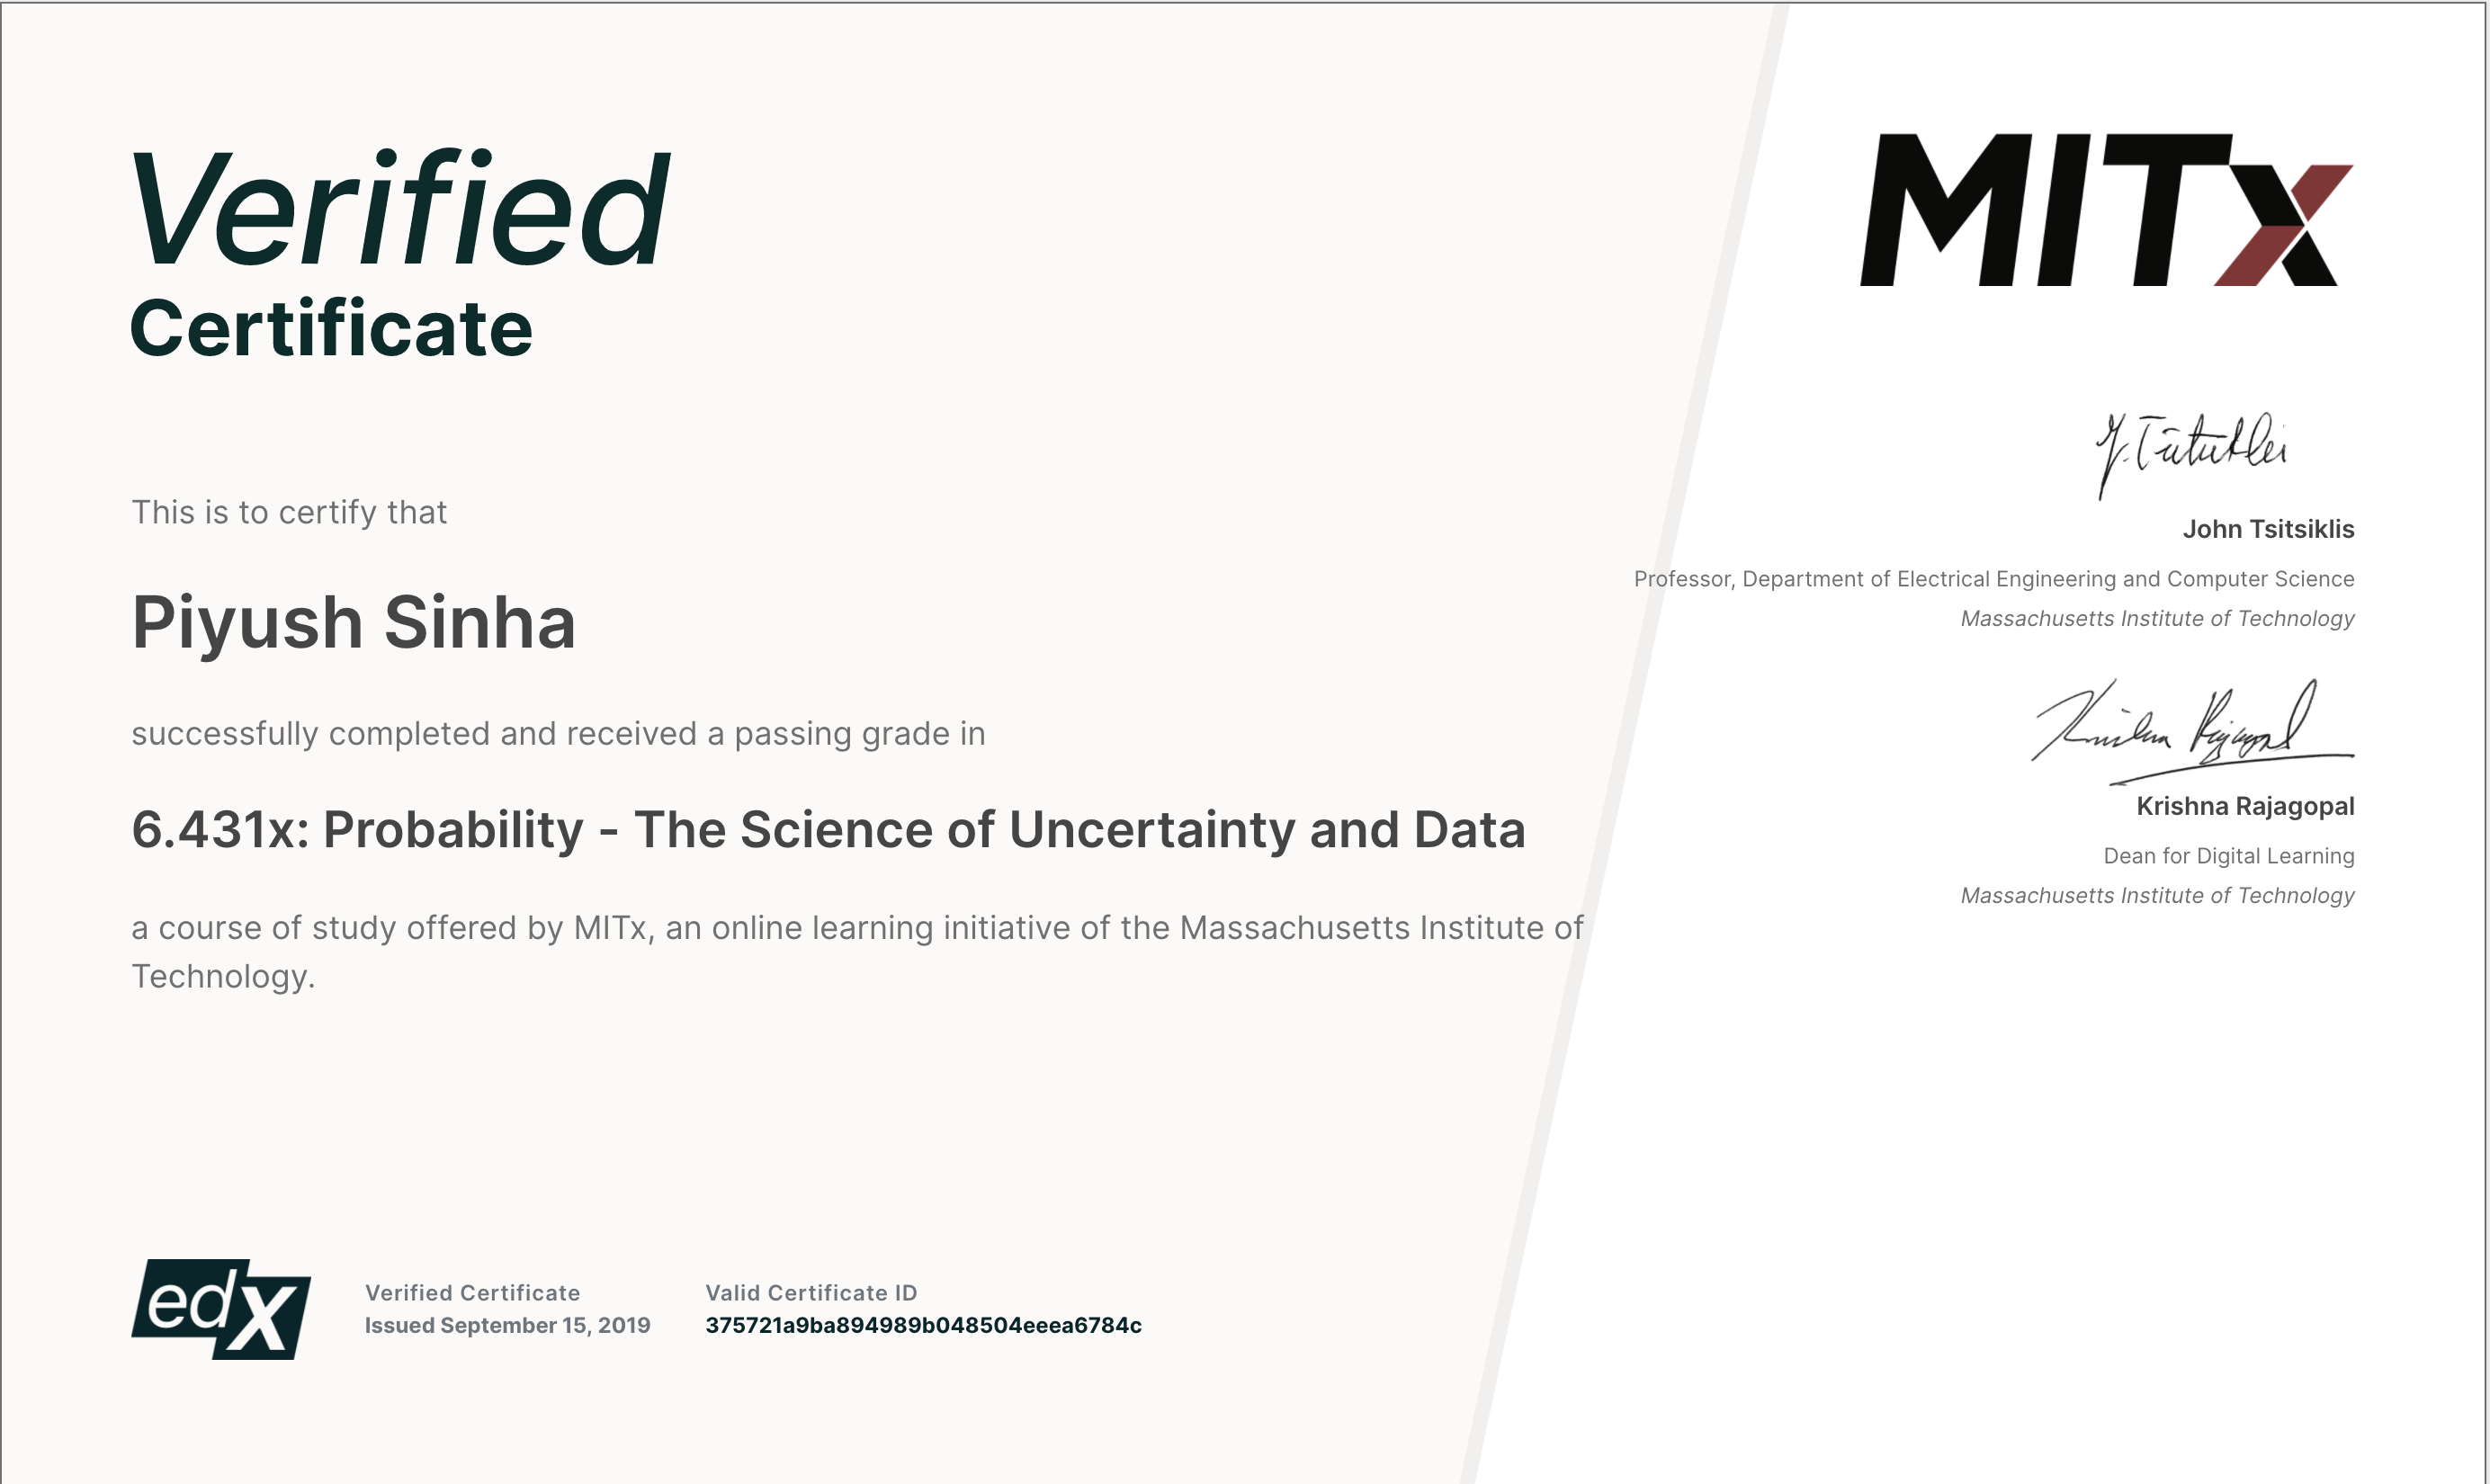 Verified
Certificate
This is to certify that
Piyush Sinha
successfully completed and received a passing grade in
6.431x: Probability - The Science of Uncertainty and Data
a course of study offered by MITx, an online learning initiative of the Massachusetts Institute of
Technology.
MITx
John Tsitsiklis
Professor, Department of Electrical Engineering and Computer Science
Massachusetts Institute of Technology
Krishna Rajagopal
Dean for Digital Learning
Massachusetts Institute of Technology
edX
Verified Certificate
Issued September 15, 2019
Valid Certificate ID
375721a9ba894989b048504eeea6784c